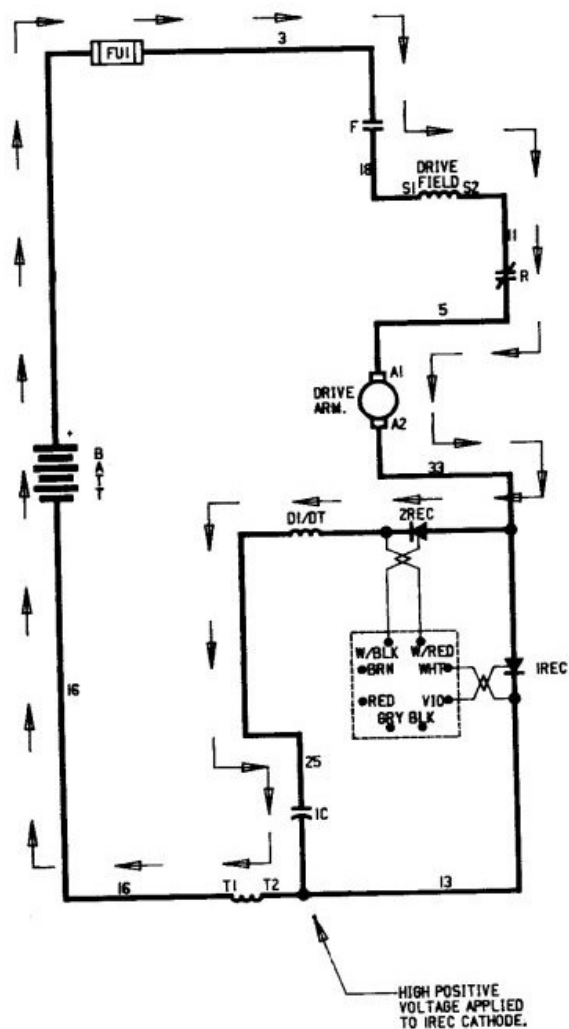 FU1
3
F
18
DRIVE
FIELD
S1 S2
11
R
5
A1
DRIVE
ARM.
A2
33
+
BATT
D1/DT
2REC
W/BLK W/RED
BRN WHT
RED VIO
GRY BLK
1REC
16
25
1C
16
T1 T2
13
HIGH POSITIVE
VOLTAGE APPLIED
TO 1REC CATHODE.